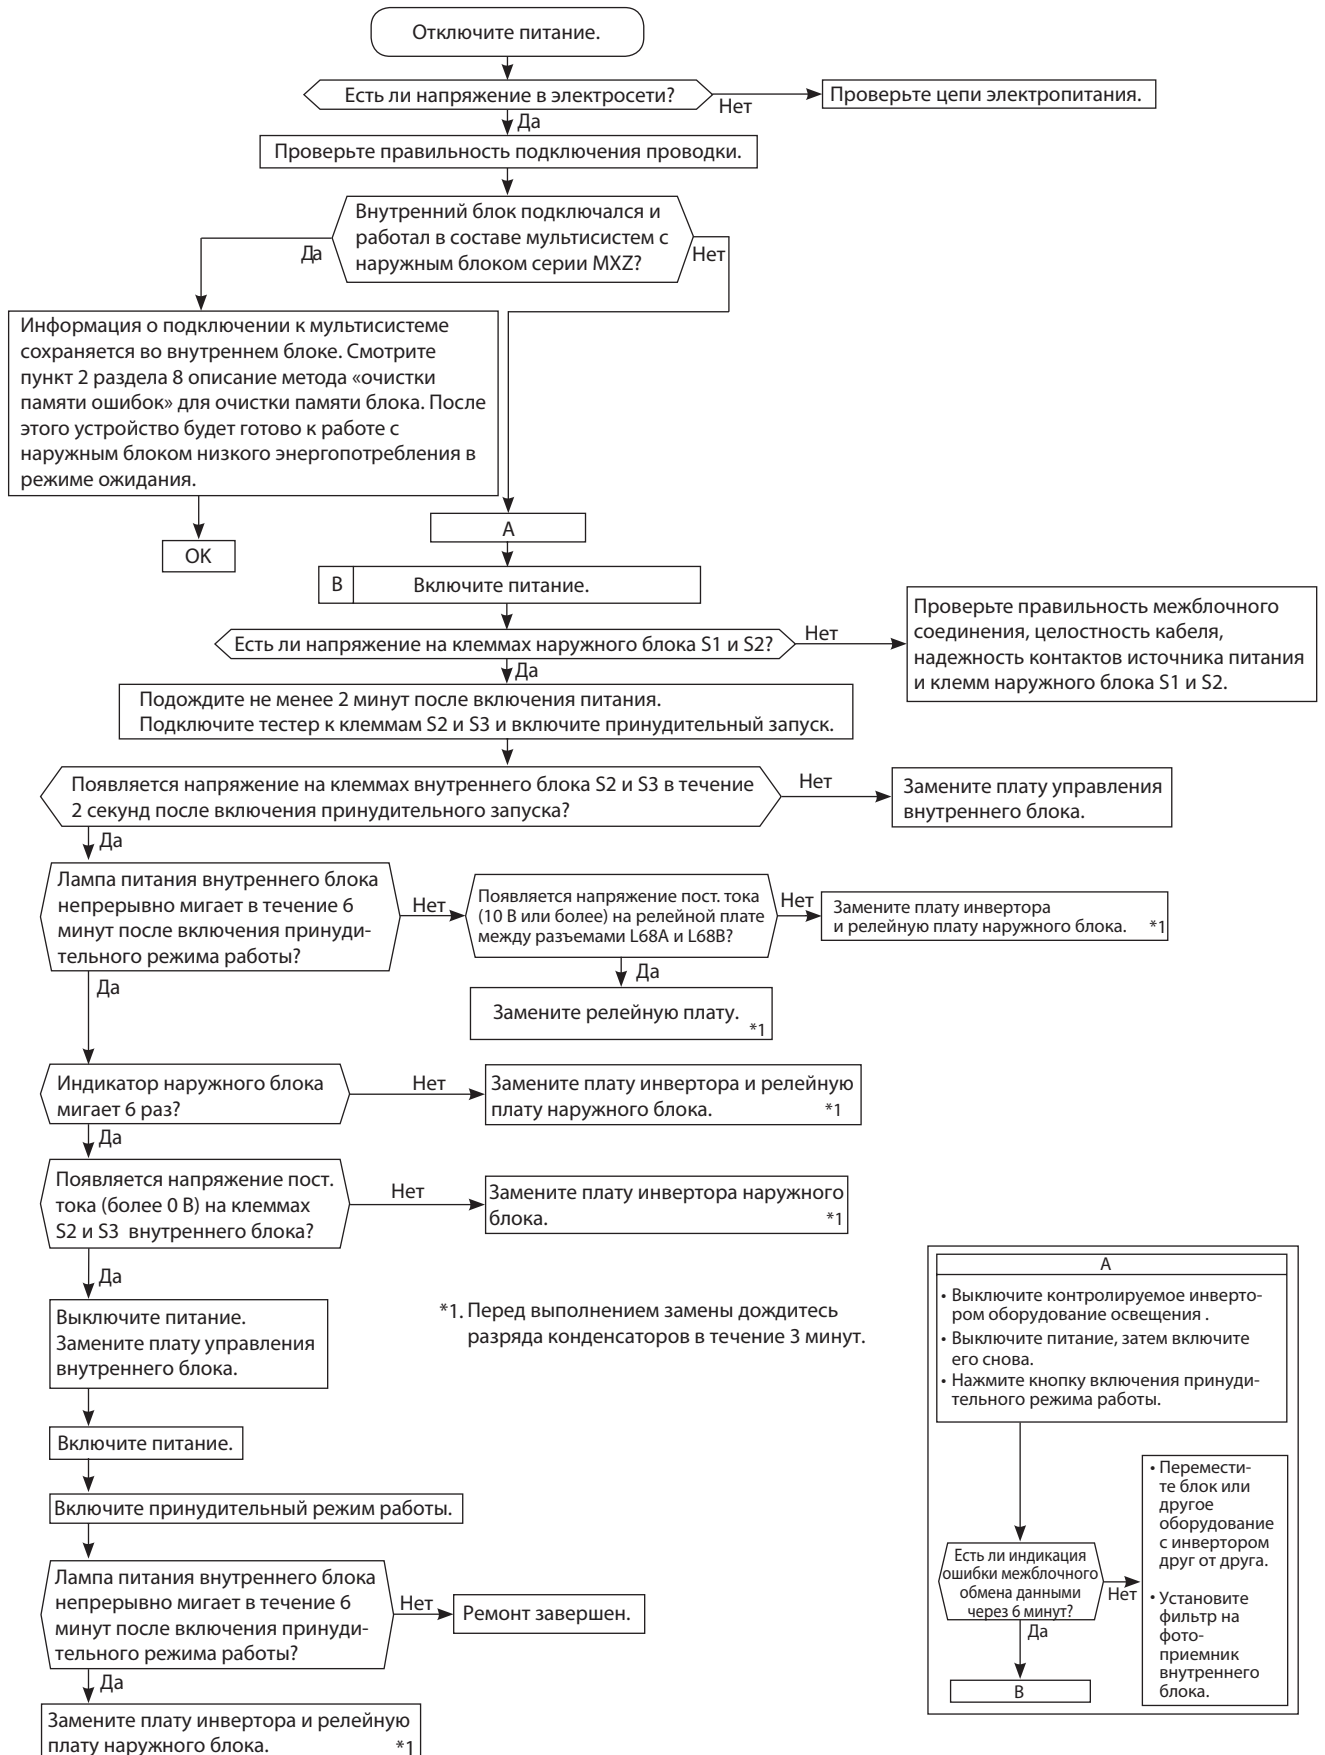 Отключите питание.
Есть ли напряжение в электросети?
Нет
Проверьте цепи электропитания.
Да
Проверьте правильность подключения проводки.
Внутренний блок подключался и
работал в составе мультисистем с
наружным блоком серии MXZ?
Да
Нет
Информация о подключении к мультисистеме
сохраняется во внутреннем блоке. Смотрите
пункт 2 раздела 8 описание метода «очистки
памяти ошибок» для очистки памяти блока. После
этого устройство будет готово к работе с
наружным блоком низкого энергопотребления в
режиме ожидания.
OK
A
B
Включите питание.
Есть ли напряжение на клеммах наружного блока S1 и S2?
Нет
Проверьте правильность межблочного
соединения, целостность кабеля,
надежность контактов источника питания
и клемм наружного блока S1 и S2.
Да
Подождите не менее 2 минут после включения питания.
Подключите тестер к клеммам S2 и S3 и включите принудительный запуск.
Появляется напряжение на клеммах внутреннего блока S2 и S3 в течение
2 секунд после включения принудительного запуска?
Нет
Замените плату управления
внутреннего блока.
Да
Лампа питания внутреннего блока
непрерывно мигает в течение 6
минут после включения принуди-
тельного режима работы?
Нет
Появляется напряжение пост. тока
(10 В или более) на релейной плате
между разъемами L68A и L68B?
Нет
Замените плату инвертора
и релейную плату наружного блока. *1
Да
Замените релейную плату.
*1
Да
Индикатор наружного блока
мигает 6 раз?
Нет
Замените плату инвертора и релейную
плату наружного блока. *1
Да
Появляется напряжение пост.
тока (более 0 В) на клеммах
S2 и S3 внутреннего блока?
Нет
Замените плату инвертора наружного
блока. *1
Да
Выключите питание.
Замените плату управления
внутреннего блока.
*1. Перед выполнением замены дождитесь
разряда конденсаторов в течение 3 минут.
Включите питание.
Включите принудительный режим работы.
Лампа питания внутреннего блока
непрерывно мигает в течение 6
минут после включения принуди-
тельного режима работы?
Нет
Ремонт завершен.
Да
Замените плату инвертора и релейную
плату наружного блока. *1
A
• Выключите контролируемое инверто-
ром оборудование освещения .
• Выключите питание, затем включите
его снова.
• Нажмите кнопку включения принуди-
тельного режима работы.
Есть ли индикация
ошибки межблочного
обмена данными
через 6 минут?
Нет
• Перемести-
те блок или
другое
оборудование
с инвертором
друг от друга.
• Установите
фильтр на
фото-
приемник
внутреннего
блока.
Да
B